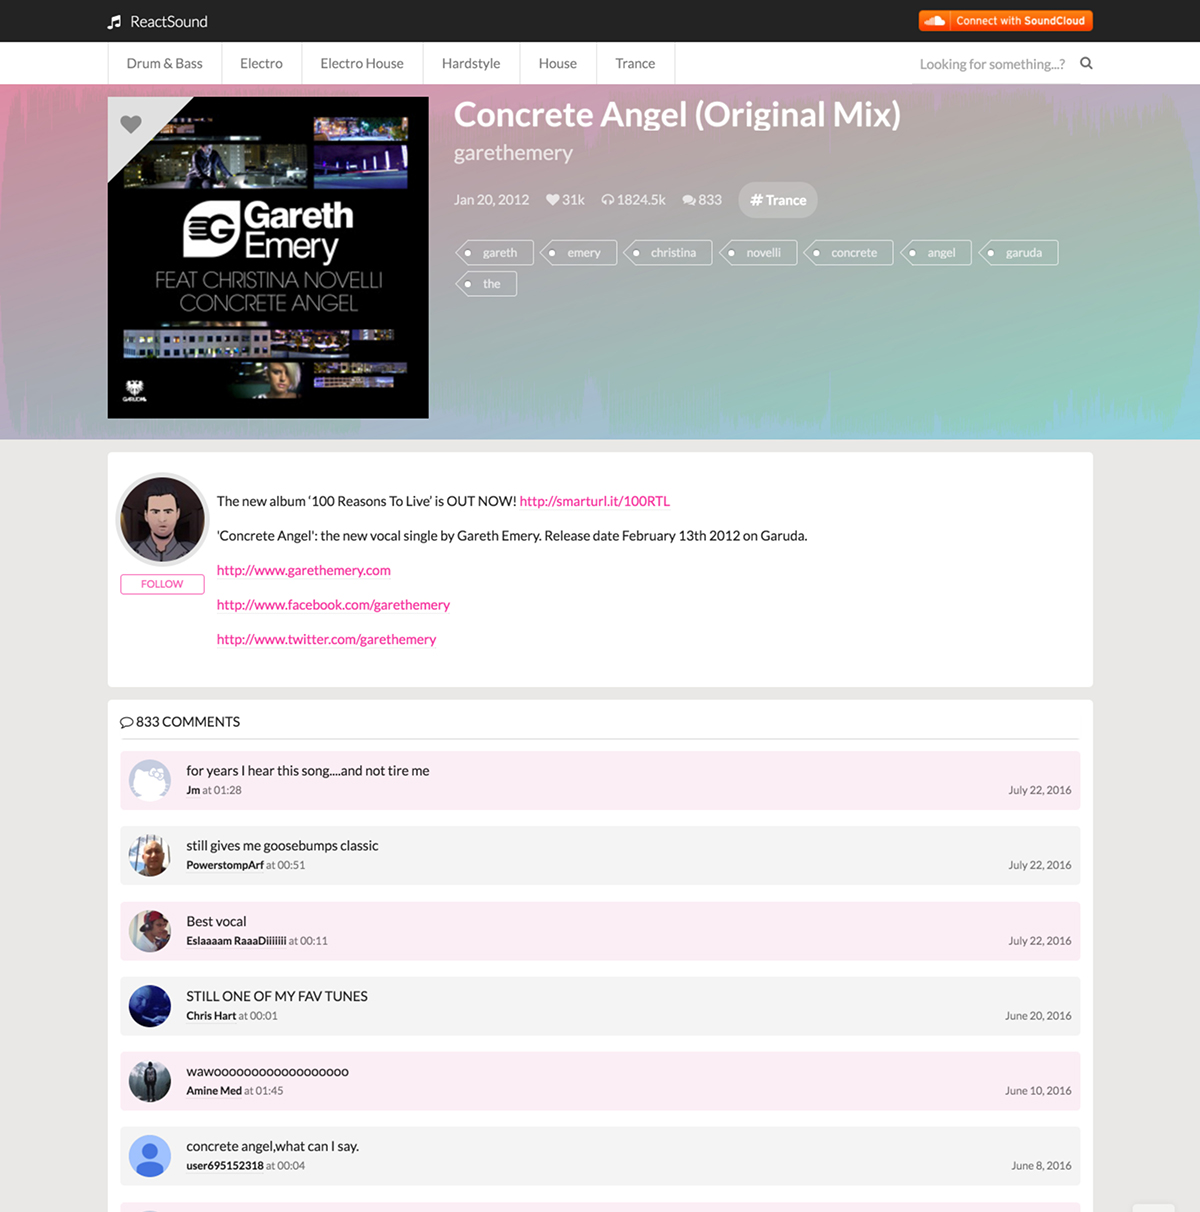 ReactSound
Connect with SoundCloud
Drum & Bass
Electro
Electro House
Hardstyle
House
Trance
Looking for something...?
Gareth
Emery
FEAT CHRISTINA NOVELLI
CONCRETE ANGEL
GARUDA
Concrete Angel (Original Mix)
garethemery
Jan 20, 2012 31k 1824.5k 833 # Trance
gareth emery christina novelli concrete angel garuda
the
FOLLOW
The new album ‘100 Reasons To Live’ is OUT NOW! http://smarturl.it/100RTL
'Concrete Angel': the new vocal single by Gareth Emery. Release date February 13th 2012 on Garuda.
http://www.garethemery.com
http://www.facebook.com/garethemery
http://www.twitter.com/garethemery
833 COMMENTS
for years I hear this song....and not tire me
Jm at 01:28 July 22, 2016
still gives me goosebumps classic
PowerstompArf at 00:51 July 22, 2016
Best vocal
Eslaaaam RaaaDiiiiiii at 00:11 July 22, 2016
STILL ONE OF MY FAV TUNES
Chris Hart at 00:01 June 20, 2016
wawoooooooooooooooooo
Amine Med at 01:45 June 10, 2016
concrete angel,what can I say.
user695152318 at 00:04 June 8, 2016